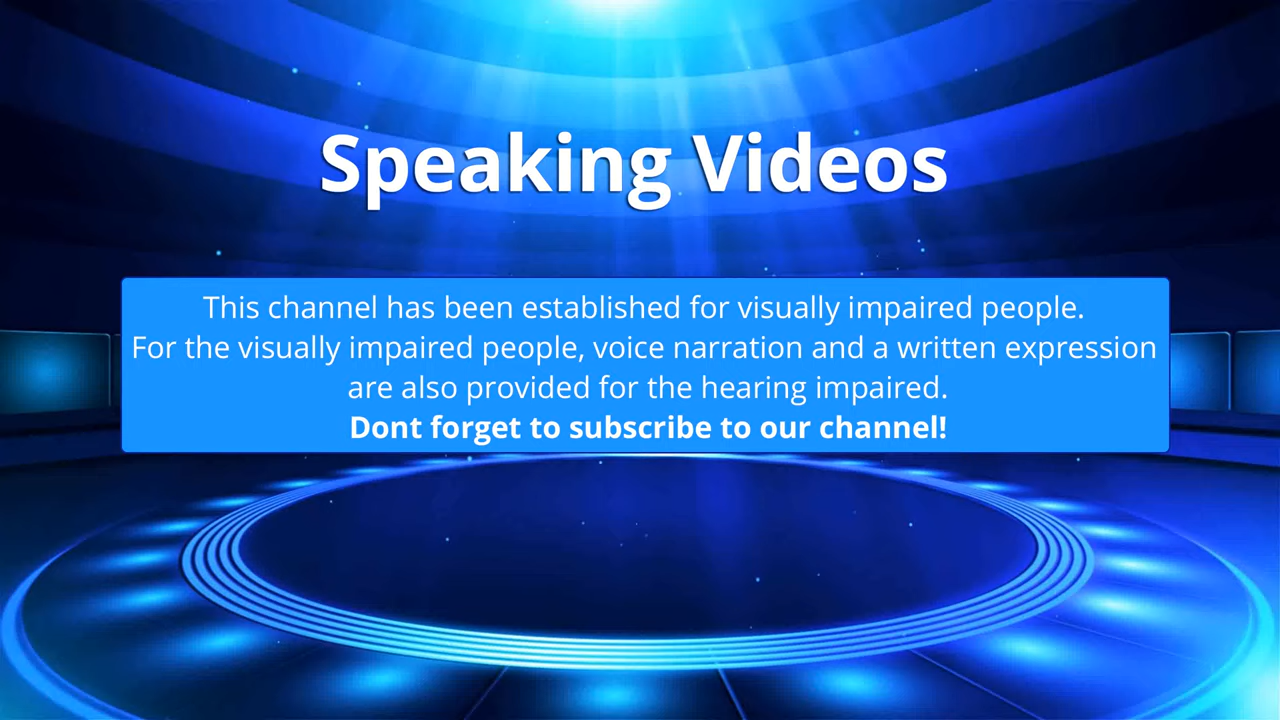 Speaking Videos
This channel has been established for visually impaired people.
For the visually impaired people, voice narration and a written expression
are also provided for the hearing impaired.
Dont forget to subscribe to our channel!